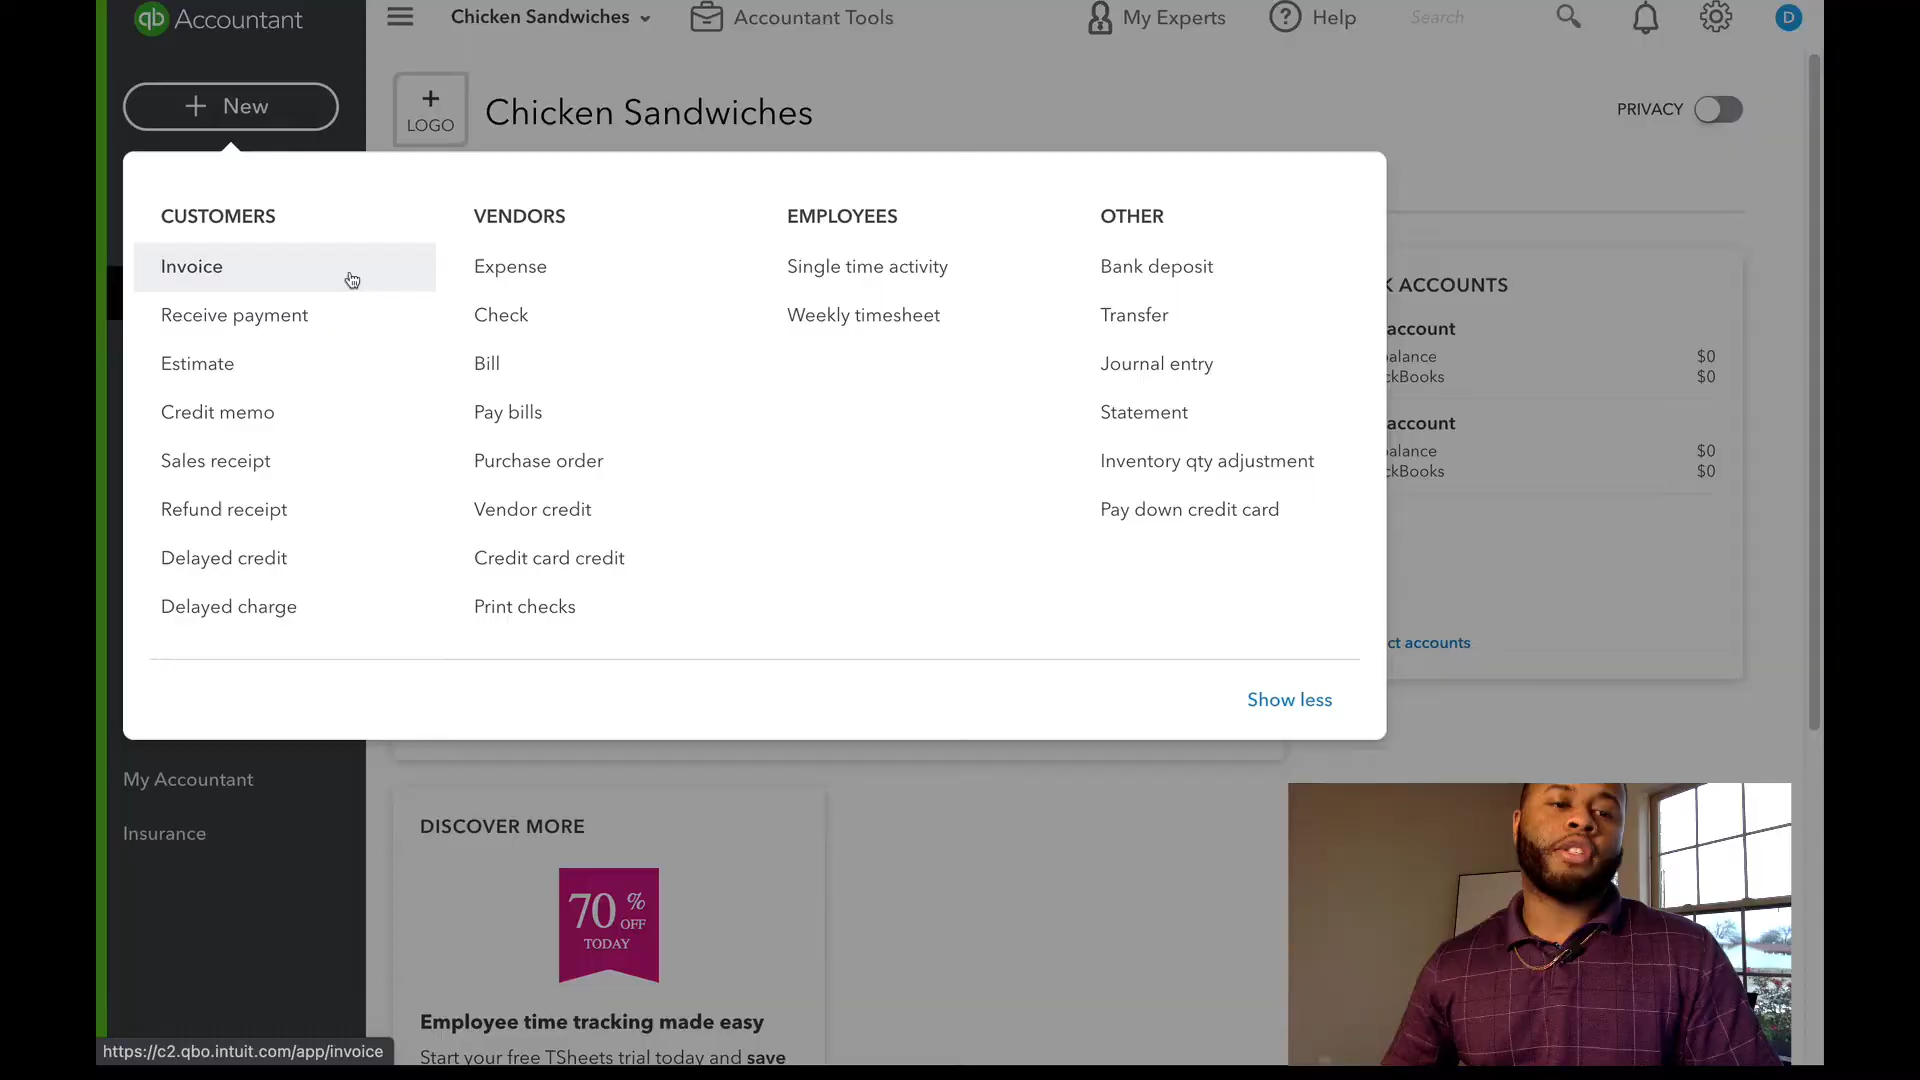 qb Accountant
Chicken Sandwiches
Accountant Tools
My Experts
Help
Search
D
+ New
+
LOGO
Chicken Sandwiches
PRIVACY
CUSTOMERS
Invoice
Receive payment
Estimate
Credit memo
Sales receipt
Refund receipt
Delayed credit
Delayed charge
VENDORS
Expense
Check
Bill
Pay bills
Purchase order
Vendor credit
Credit card credit
Print checks
EMPLOYEES
Single time activity
Weekly timesheet
OTHER
Bank deposit
Transfer
Journal entry
Statement
Inventory qty adjustment
Pay down credit card
Show less
K ACCOUNTS
account
alance $0
ckBooks $0
account
alance $0
ckBooks $0
ct accounts
My Accountant
Insurance
DISCOVER MORE
70%
OFF
TODAY
Employee time tracking made easy
Start your free TSheets trial today and save
https://c2.qbo.intuit.com/app/invoice